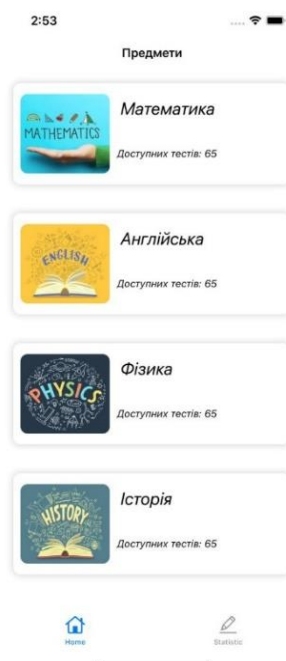 2:53
Предмети
MATHEMATICS
Математика
Доступних тестів: 65
ENGLISH
Англійська
Доступних тестів: 65
PHYSICS
Фізика
Доступних тестів: 65
HISTORY
Історія
Доступних тестів: 65
Home
Statistic